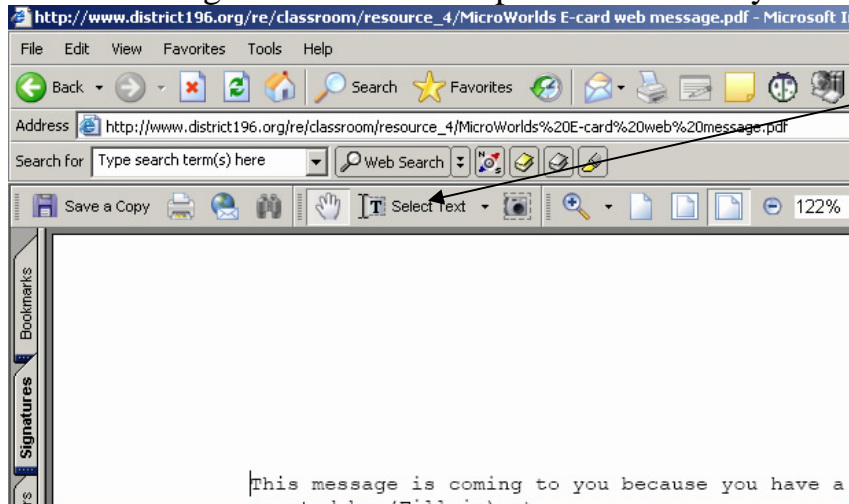 http://www.district196.org/re/classroom/resource_4/MicroWorlds E-card web message.pdf - Microsoft
File Edit View Favorites Tools Help
Back Search Favorites
Address http://www.district196.org/re/classroom/resource_4/MicroWorlds%20E-card%20web%20message.pdf
Search for Type search term(s) here Web Search
Save a Copy Select Text 122%
Bookmarks
Signatures
This message is coming to you because you have a